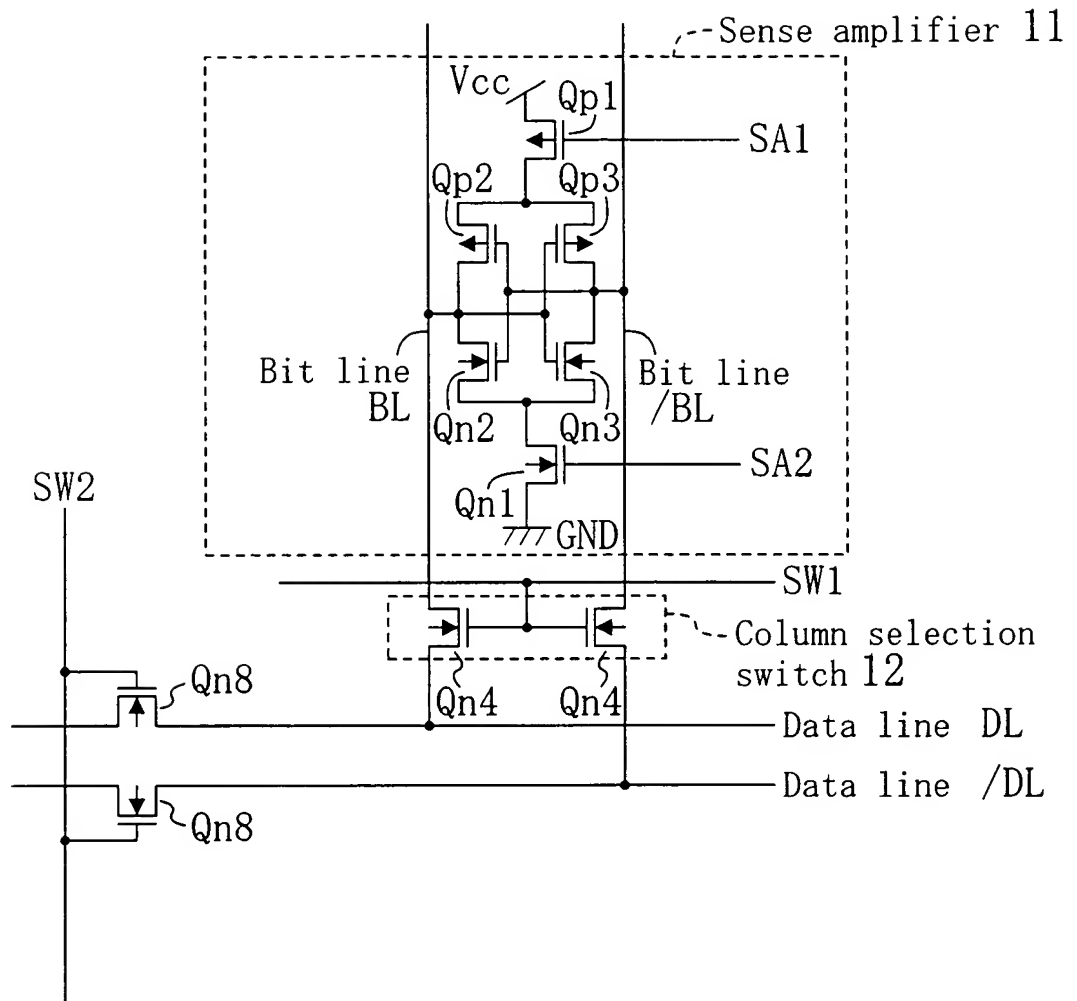 Sense amplifier 11
Vcc
Qp1
SA1
Qp2
Qp3
Bit line
BL
Bit line
/BL
Qn2
Qn3
SA2
SW2
Qn1
GND
SW1
Column selection
switch 12
Qn8
Qn4
Qn4
Data line DL
Data line /DL
Qn8